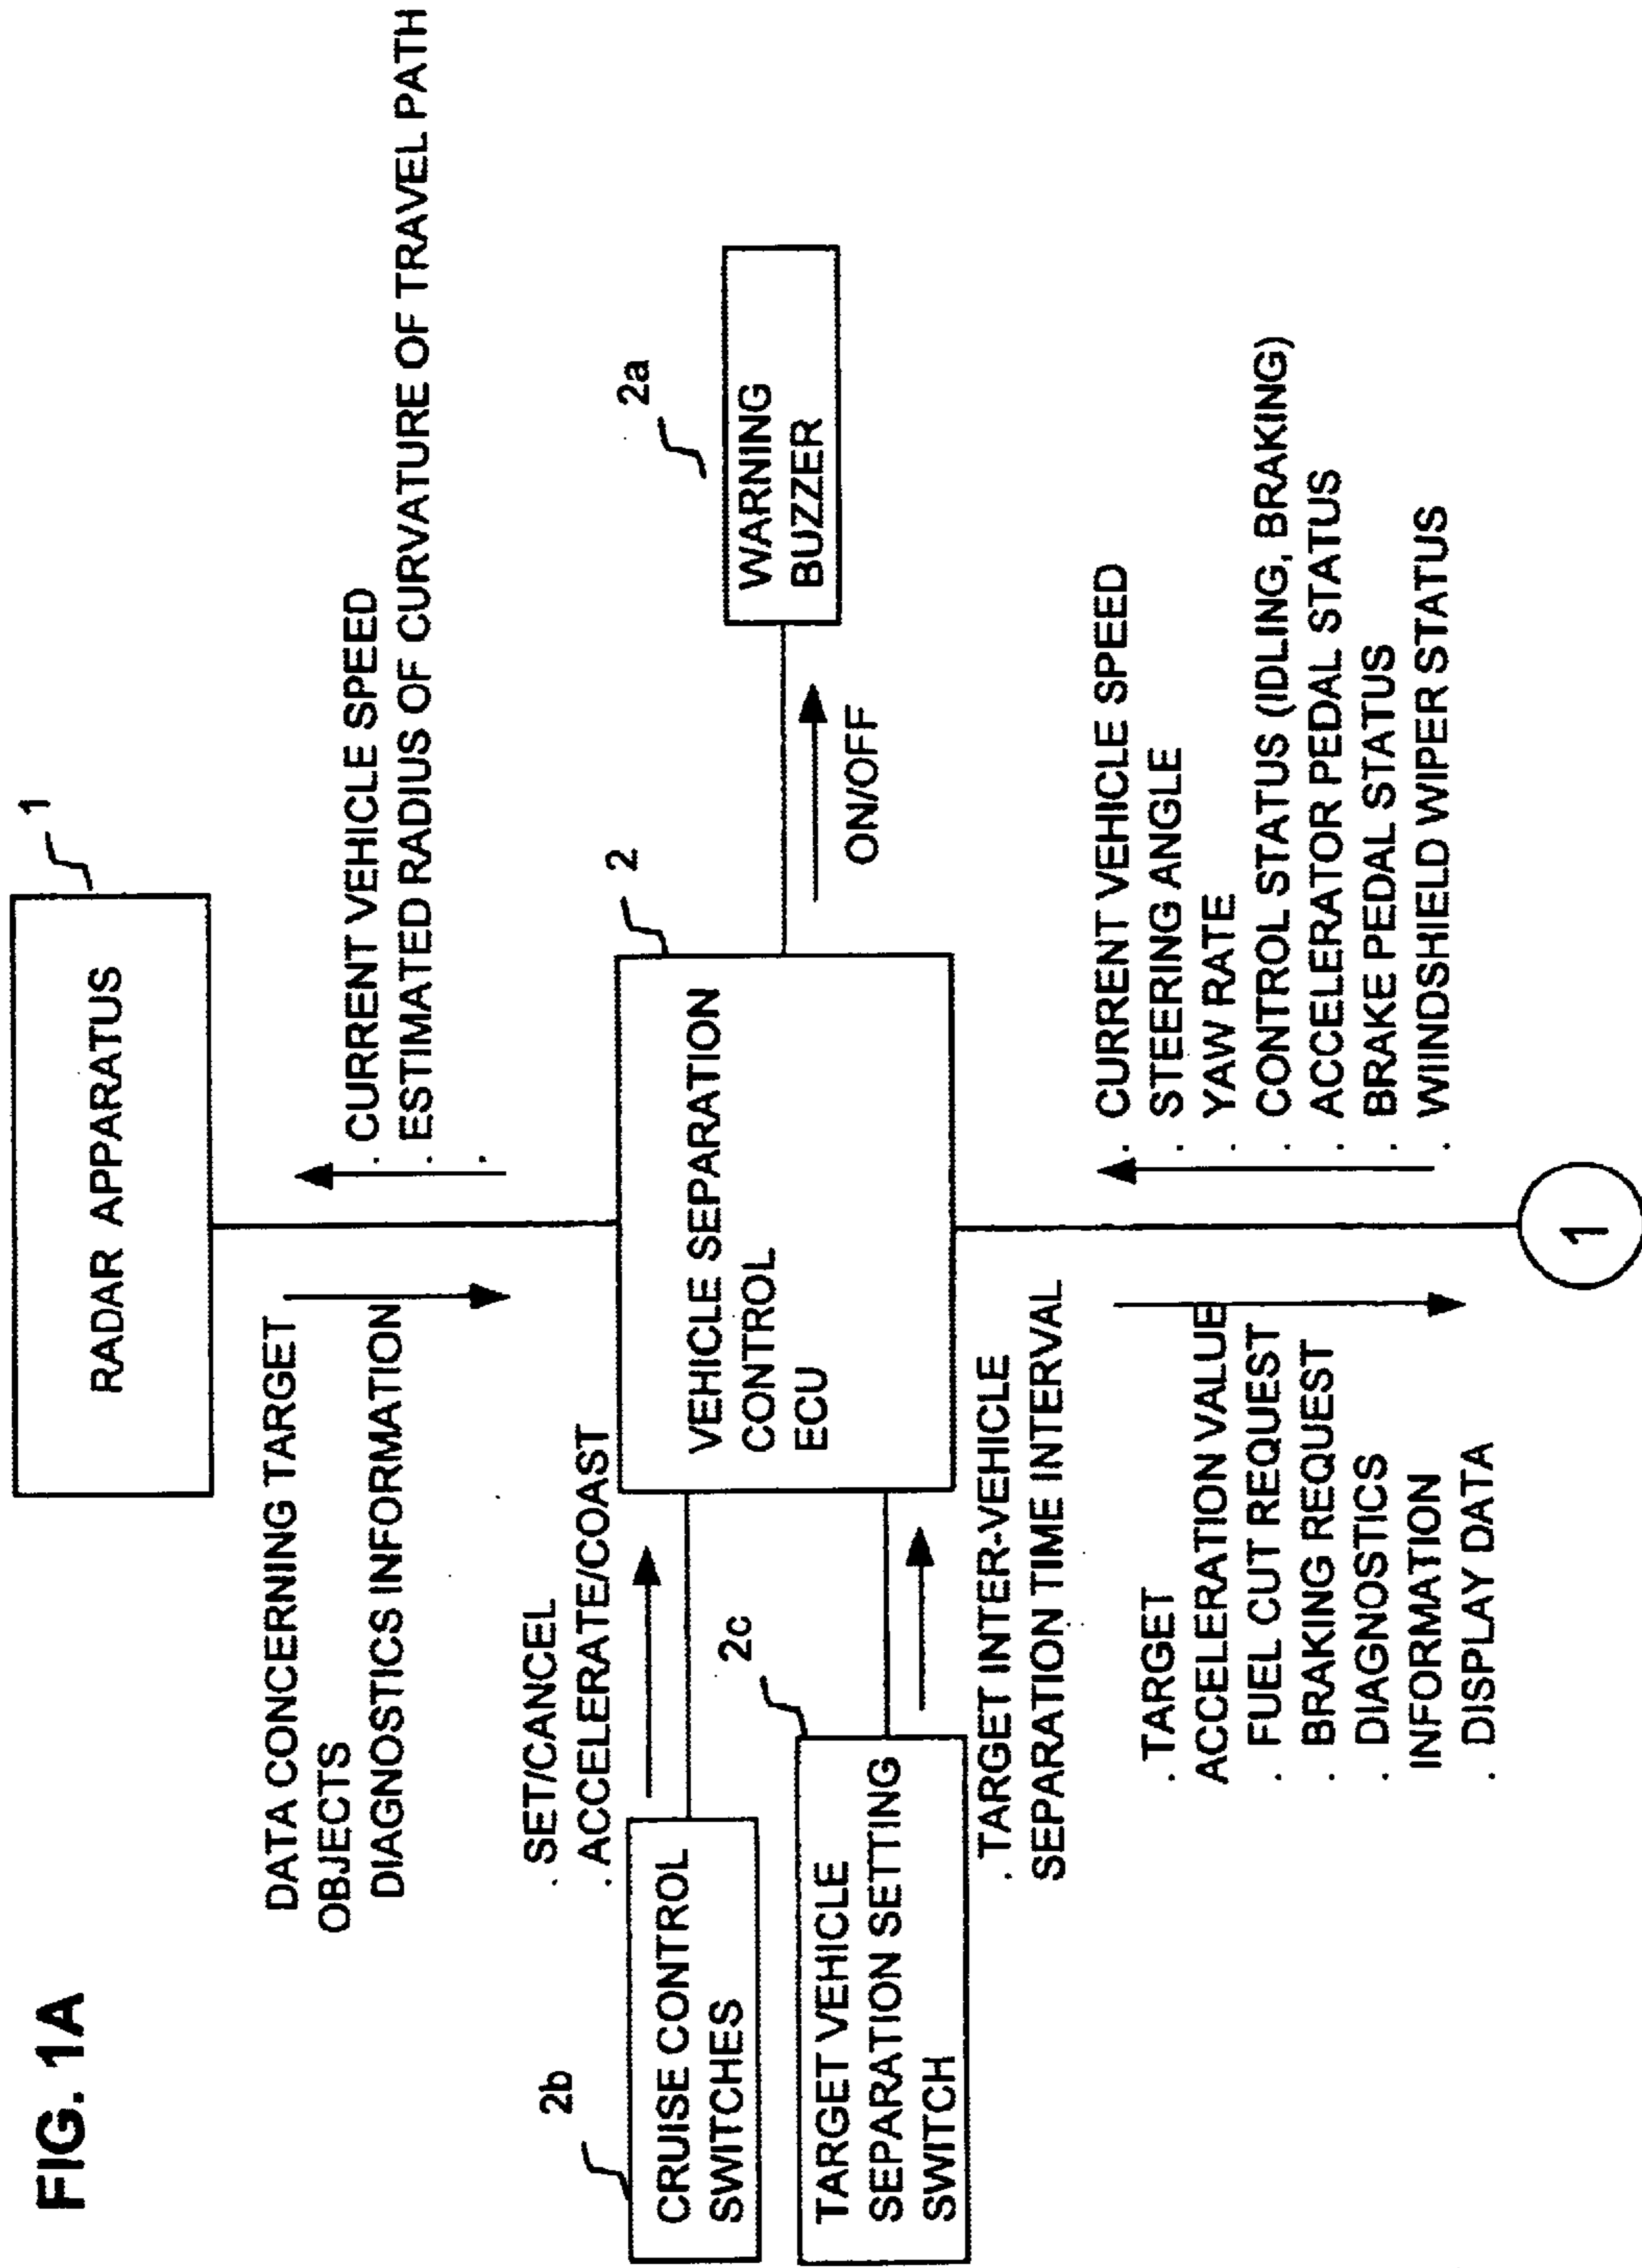 FIG. 1A
RADAR APPARATUS
1
DATA CONCERNING TARGET
OBJECTS
DIAGNOSTICS INFORMATION
. CURRENT VEHICLE SPEED
. ESTIMATED RADIUS OF CURVATURE OF TRAVEL PATH
.
. SET/CANCEL
. ACCELERATE/COAST
2b
CRUISE CONTROL
SWITCHES
VEHICLE SEPARATION
CONTROL
ECU
2
ON/OFF
2a
WARNING
BUZZER
2c
TARGET VEHICLE
SEPARATION SETTING
SWITCH
. TARGET INTER-VEHICLE
SEPARATION TIME INTERVAL
. TARGET
ACCELERATION VALUE
. FUEL CUT REQUEST
. BRAKING REQUEST
. DIAGNOSTICS
INFORMATION
. DISPLAY DATA
. CURRENT VEHICLE SPEED
. STEERING ANGLE
. YAW RATE
. CONTROL STATUS (IDLING, BRAKING)
. ACCELERATOR PEDAL STATUS
. BRAKE PEDAL STATUS
. WIINDSHIELD WIPER STATUS
1